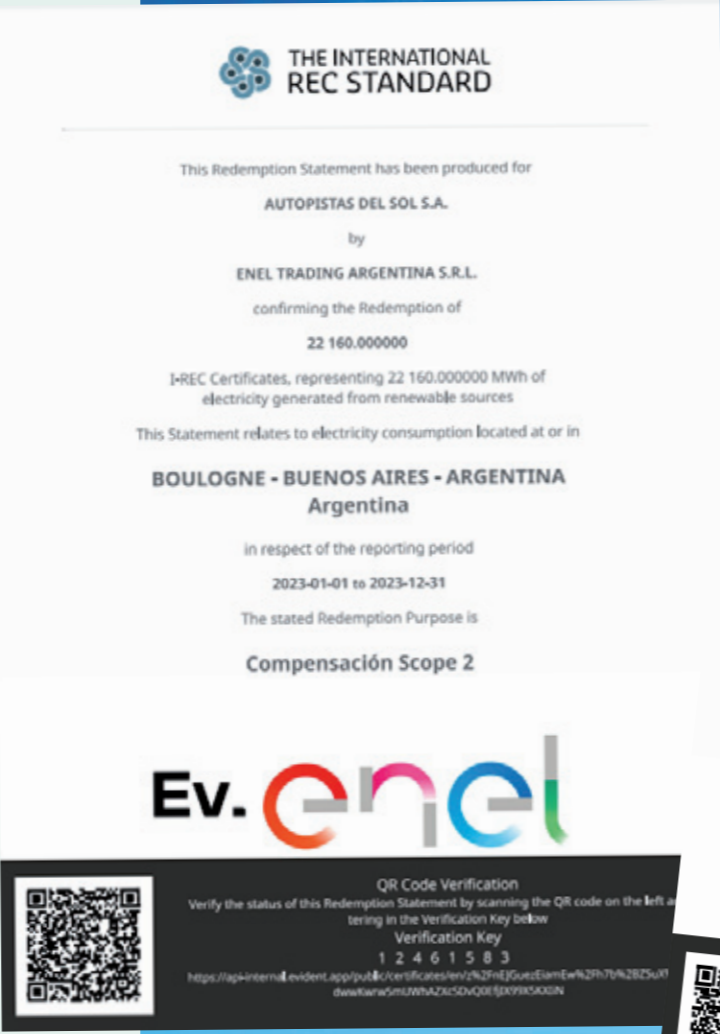 THE INTERNATIONAL
REC STANDARD
This Redemption Statement has been produced for
AUTOPISTAS DEL SOL S.A.
by
ENEL TRADING ARGENTINA S.R.L.
confirming the Redemption of
22 160.000000
I-REC Certificates, representing 22 160.000000 MWh of
electricity generated from renewable sources
This Statement relates to electricity consumption located at or in
BOULOGNE - BUENOS AIRES - ARGENTINA
Argentina
in respect of the reporting period
2023-01-01 to 2023-12-31
The stated Redemption Purpose is
Compensación Scope 2
Ev. enel
QR Code Verification
Verify the status of this Redemption Statement by scanning the QR code on the left
tering in the Verification Key below
Verification Key
1 2 4 6 1 5 8 3